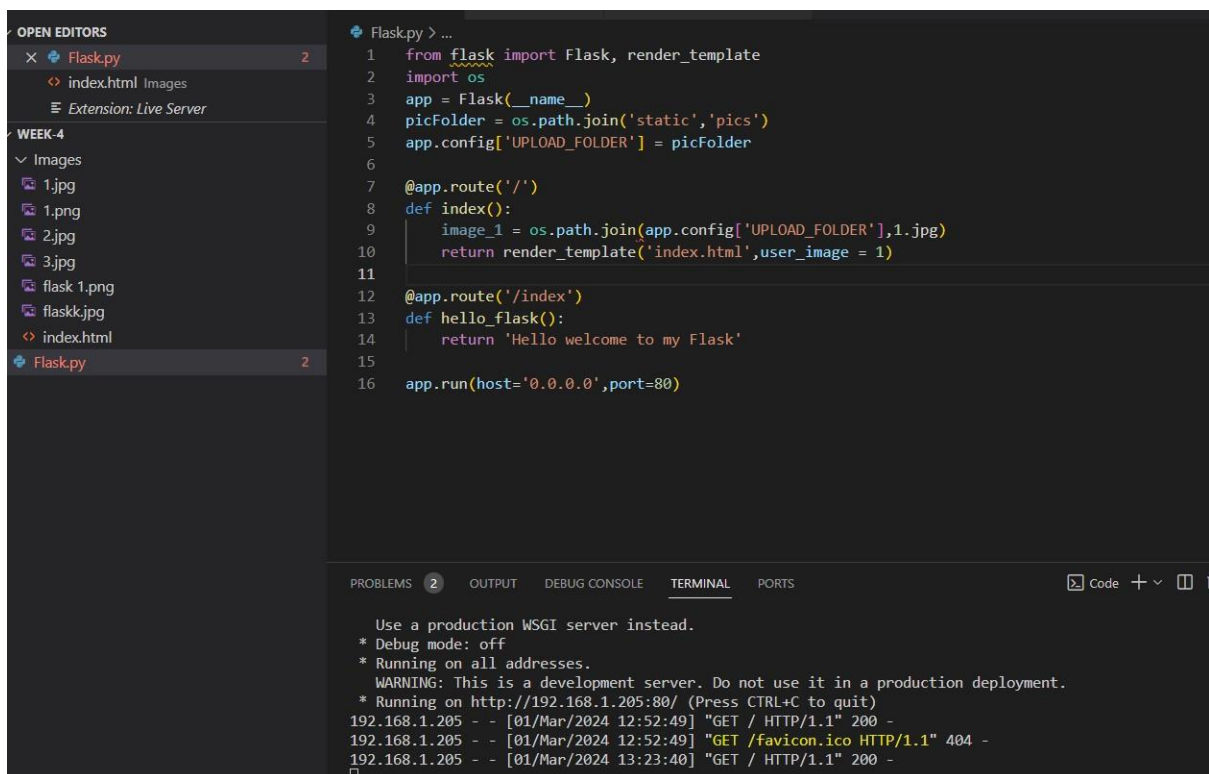 OPEN EDITORS
Flask.py 2
index.html Images
Extension: Live Server
WEEK-4
Images
1.jpg
1.png
2.jpg
3.jpg
flask 1.png
flaskk.jpg
index.html
Flask.py 2
Flask.py > ...
1 from flask import Flask, render_template
2 import os
3 app = Flask(__name__)
4 picFolder = os.path.join('static','pics')
5 app.config['UPLOAD_FOLDER'] = picFolder
6
7 @app.route('/')
8 def index():
9     image_1 = os.path.join(app.config['UPLOAD_FOLDER'],1.jpg)
10     return render_template('index.html',user_image = 1)
11
12 @app.route('/index')
13 def hello_flask():
14     return 'Hello welcome to my Flask'
15
16 app.run(host='0.0.0.0',port=80)
PROBLEMS 2 OUTPUT DEBUG CONSOLE TERMINAL PORTS Code
Use a production WSGI server instead.
* Debug mode: off
* Running on all addresses.
WARNING: This is a development server. Do not use it in a production deployment.
* Running on http://192.168.1.205:80/ (Press CTRL+C to quit)
192.168.1.205 - - [01/Mar/2024 12:52:49] "GET / HTTP/1.1" 200 -
192.168.1.205 - - [01/Mar/2024 12:52:49] "GET /favicon.ico HTTP/1.1" 404 -
192.168.1.205 - - [01/Mar/2024 13:23:40] "GET / HTTP/1.1" 200 -